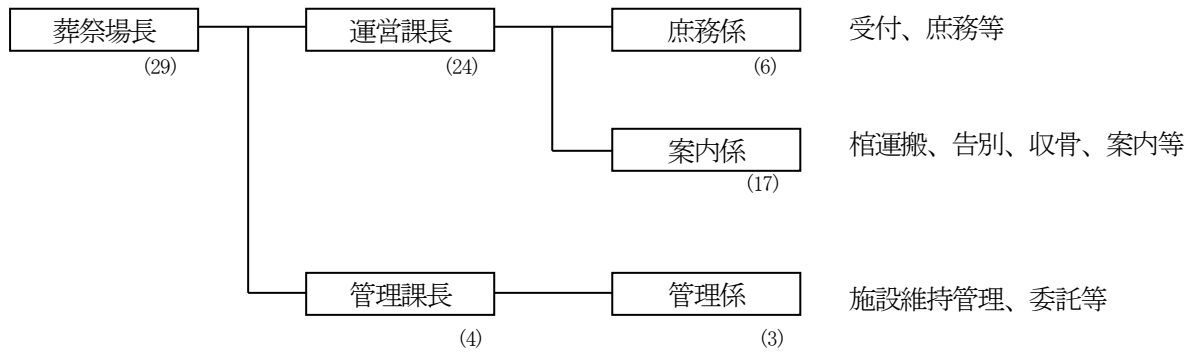 葬祭場長 運営課長 庶務係 受付、庶務等
(29) (24) (6)
案内係 棺運搬、告別、収骨、案内等
(17)
管理課長 管理係 施設維持管理、委託等
(4) (3)